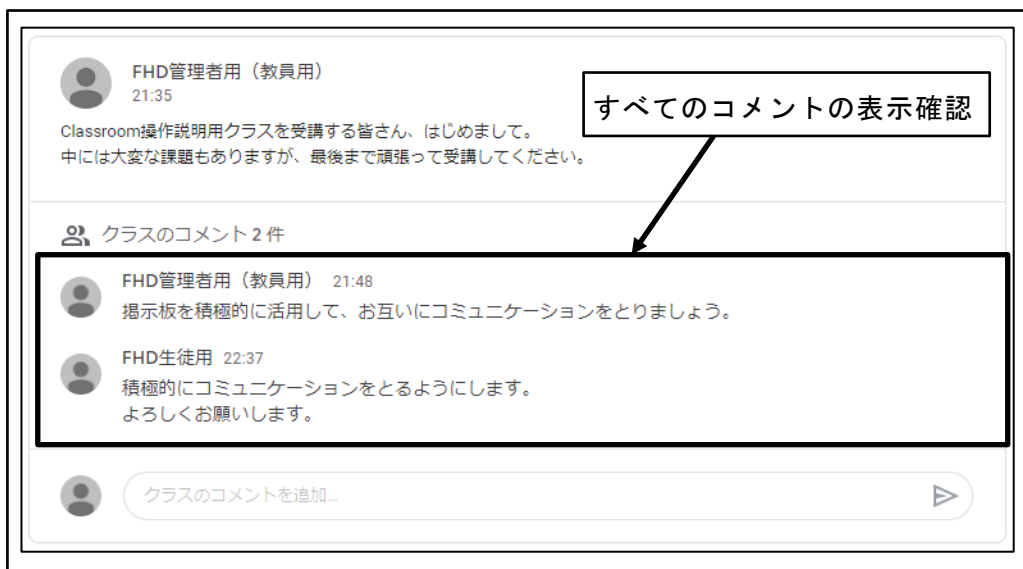 FHD管理者用（教員用）
21:35
すべてのコメントの表示確認
Classroom操作説明用クラスを受講する皆さん、はじめまして。
中には大変な課題もありますが、最後まで頑張って受講してください。
クラスのコメント 2 件
FHD管理者用（教員用） 21:48
掲示板を積極的に活用して、お互いにコミュニケーションをとりましょう。
FHD生徒用 22:37
積極的にコミュニケーションをとるようにします。
よろしくお願いします。
クラスのコメントを追加...